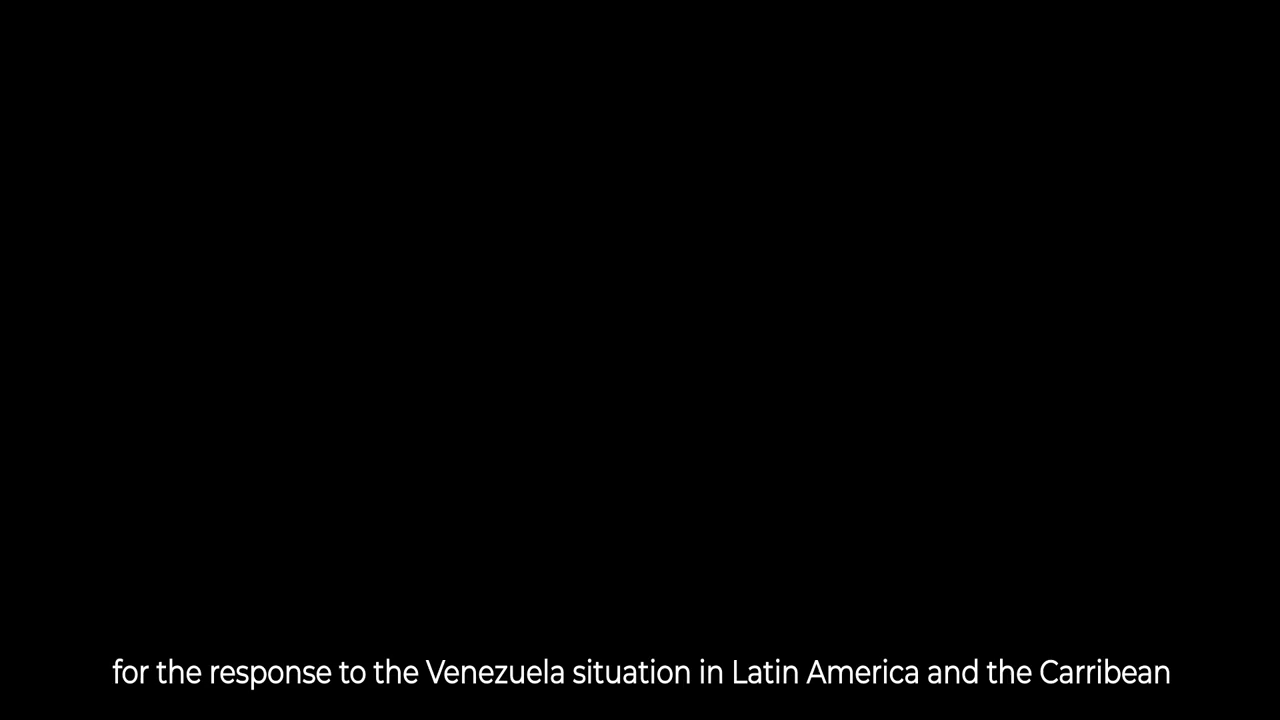 for the response to the Venezuela situation in Latin America and the Carribean